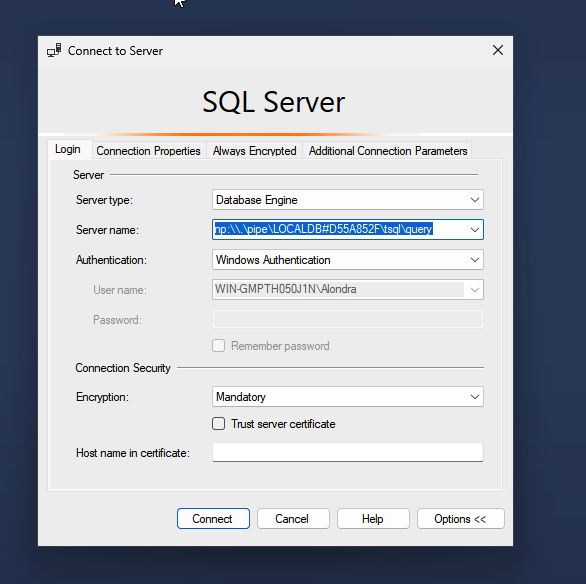 Connect to Server
SQL Server
Login
Connection Properties
Always Encrypted
Additional Connection Parameters
Server
Server type:
Database Engine
Server name:
np:\\.\pipe\LOCALDB#D55A852F\tsql\query
Authentication:
Windows Authentication
User name:
WIN-GMPTH050J1N\Alondra
Password:
Remember password
Connection Security
Encryption:
Mandatory
Trust server certificate
Host name in certificate:
Connect
Cancel
Help
Options <<